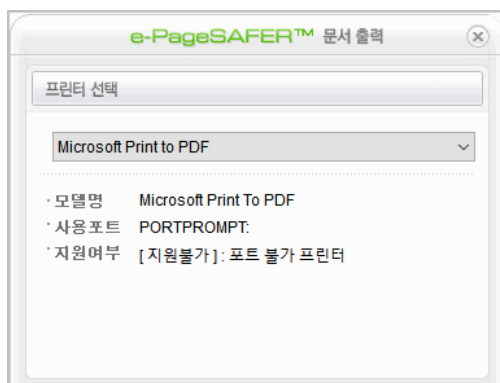 e-PageSAFER™ 문서 출력
프린터 선택
Microsoft Print to PDF
·모델명 Microsoft Print To PDF
·사용포트 PORTPROMPT:
·지원여부 [ 지원불가 ] : 포트 불가 프린터